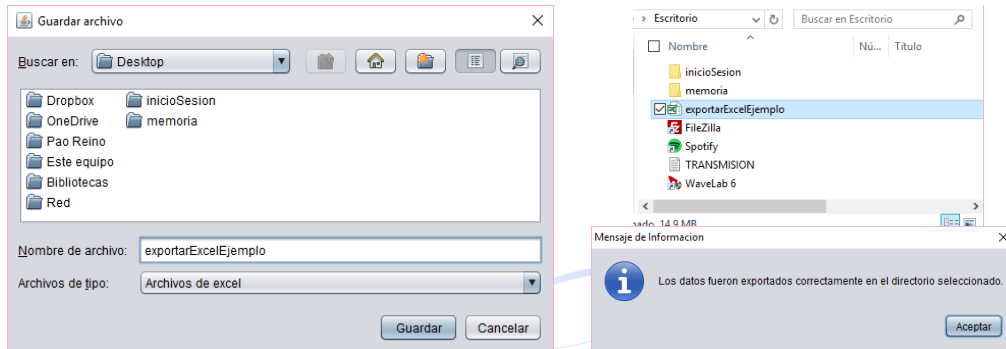 Guardar archivo
Buscar en: Desktop
Dropbox inicioSesion
OneDrive memoria
Pao Reino
Este equipo
Bibliotecas
Red
Nombre de archivo: exportarExcelEjemplo
Archivos de tipo: Archivos de excel
Guardar Cancelar
› Escritorio Buscar en Escritorio
Nombre Nú... Título
inicioSesion
memoria
exportarExcelEjemplo
FileZilla
Spotify
TRANSMISION
WaveLab 6
14,9 MB
Mensaje de Informacion
Los datos fueron exportados correctamente en el directorio seleccionado.
Aceptar